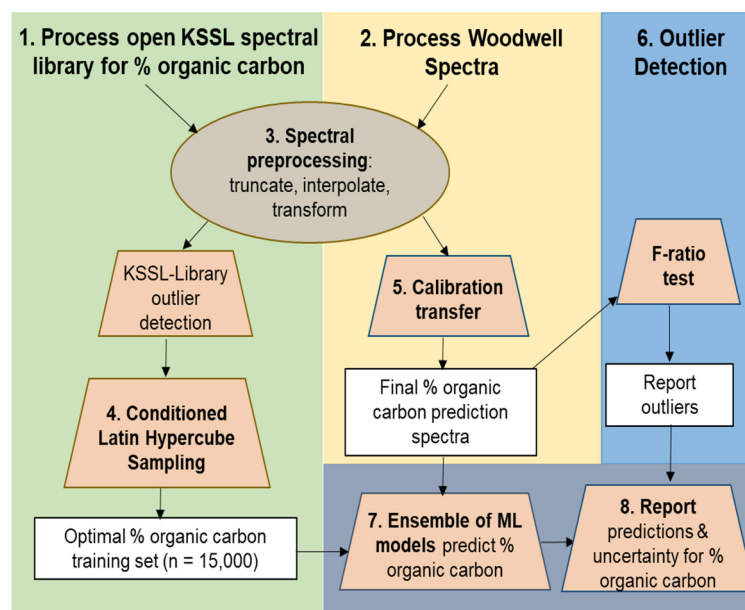 1. Process open KSSL spectral
library for % organic carbon
2. Process Woodwell
Spectra
6. Outlier
Detection
3. Spectral
preprocessing:
truncate, interpolate,
transform
KSSL-Library
outlier
detection
5. Calibration
transfer
F-ratio
test
Final % organic
carbon prediction
spectra
Report
outliers
4. Conditioned
Latin Hypercube
Sampling
Optimal % organic carbon
training set (n = 15,000)
7. Ensemble of ML
models predict %
organic carbon
8. Report
predictions &
uncertainty for %
organic carbon